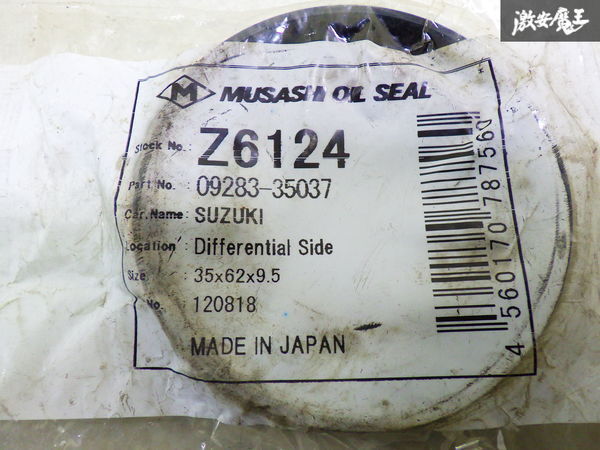 激安魔王
M MUSASHI OIL SEAL
Stock No. Z6124
Part No. : 09283-35037
Car.Name : SUZUKI
Location : Differential Side
Size : 35x62x9.5
No. : 120818
MADE IN JAPAN
4 560170 787560